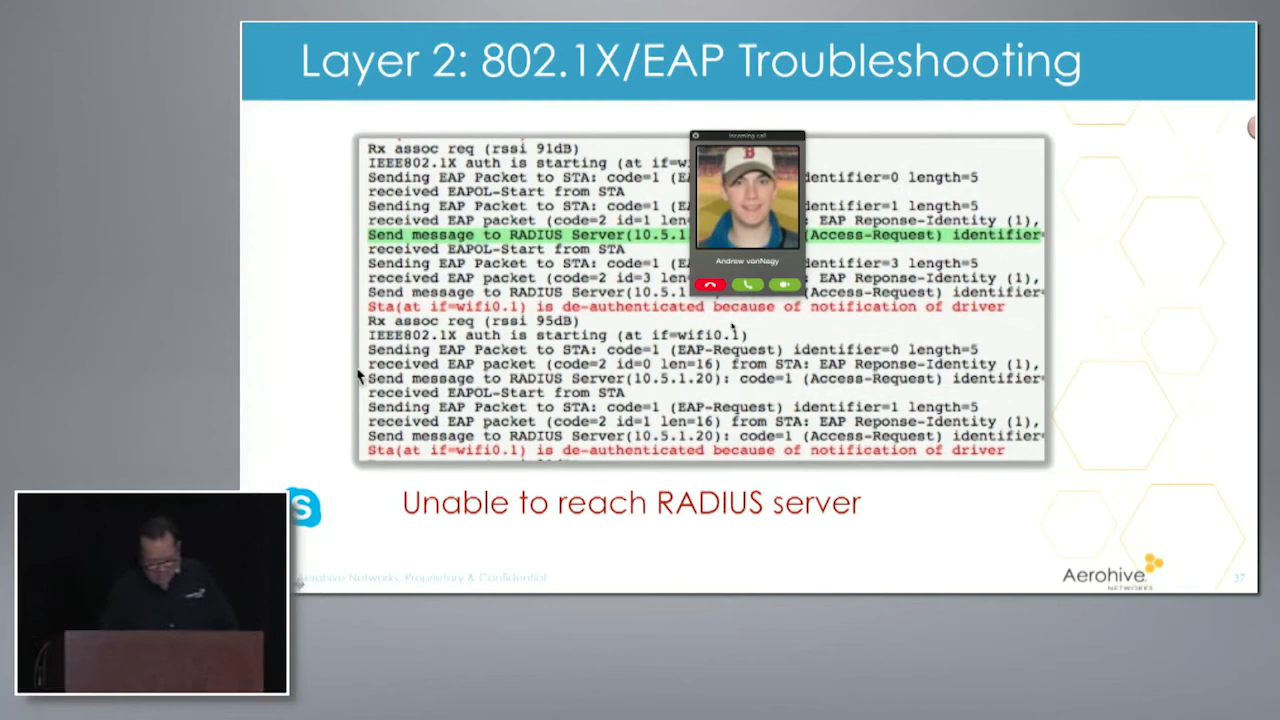 Layer 2: 802.1X/EAP Troubleshooting
Rx assoc req (rssi 91dB)
IEEE802.1X auth is starting (at if=wi
Sending EAP Packet to STA: code=1 (EA identifier=0 length=5
received EAPOL-Start from STA
Sending EAP Packet to STA: code=1 (EA identifier=1 length=5
received EAP packet (code=2 id=1 len= : EAP Reponse-Identity (1),
Send message to RADIUS Server(10.5.1. (Access-Request) identifier=
received EAPOL-Start from STA
Sending EAP Packet to STA: code=1 (EA identifier=3 length=5
received EAP packet (code=2 id=3 len= : EAP Reponse-Identity (1),
Send message to RADIUS Server(10.5.1. (Access-Request) identifier=
Sta(at if=wifi0.1) is de-authenticated because of notification of driver
Rx assoc req (rssi 95dB)
IEEE802.1X auth is starting (at if=wifi0.1)
Sending EAP Packet to STA: code=1 (EAP-Request) identifier=0 length=5
received EAP packet (code=2 id=0 len=16) from STA: EAP Reponse-Identity (1),
Send message to RADIUS Server(10.5.1.20): code=1 (Access-Request) identifier=
received EAPOL-Start from STA
Sending EAP Packet to STA: code=1 (EAP-Request) identifier=1 length=5
received EAP packet (code=2 id=1 len=16) from STA: EAP Reponse-Identity (1),
Send message to RADIUS Server(10.5.1.20): code=1 (Access-Request) identifier=
Sta(at if=wifi0.1) is de-authenticated because of notification of driver
Incoming call
B
Andrew vonNagy
S
Unable to reach RADIUS server
Aerohive Networks, Proprietary & Confidential
Aerohive
NETWORKS
37